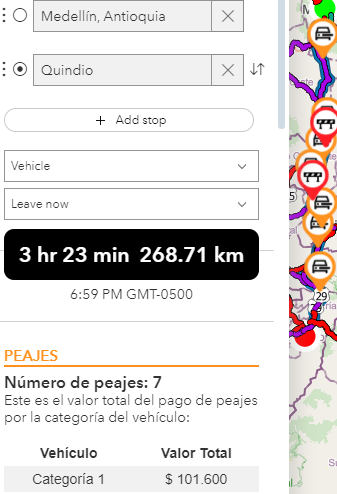 Medellín, Antioquia
Quindio
Add stop
Vehicle
Leave now
3 hr 23 min 268.71 km
6:59 PM GMT-0500
PEAJES
Número de peajes: 7
Este es el valor total del pago de peajes
por la categoría del vehículo:
Vehículo Valor Total
Categoría 1 $ 101.600
29